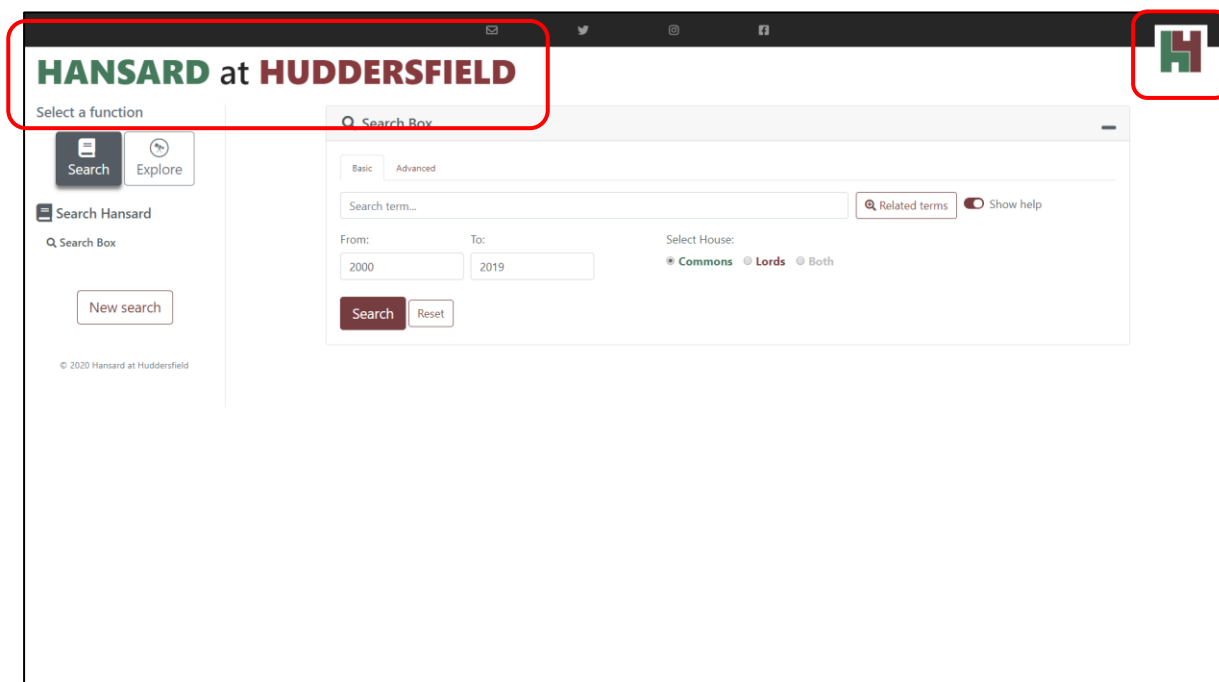 HANSARD at HUDDERSFIELD
Select a function
Search Explore
Search Hansard
Search Box
New search
© 2020 Hansard at Huddersfield
Search Box
Basic Advanced
Search term... Related terms Show help
From: To: Select House:
2000 2019 Commons Lords Both
Search Reset